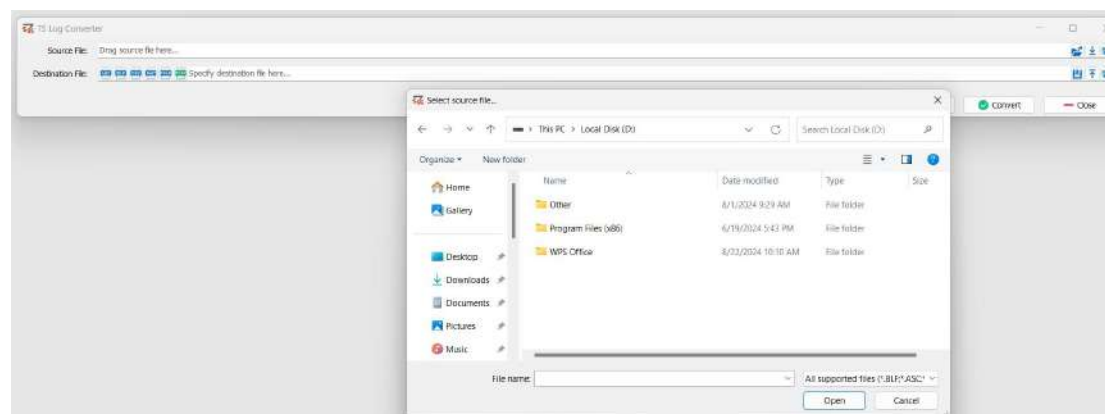 TS Log Converter
Source File: Drag source file here...
Destination File: Specify destination file here...
Select source file...
Convert
Close
This PC > Local Disk (D:)
Search Local Disk (D:)
Organize
New folder
Name Date modified Type Size
Home
Gallery
Other 8/1/2024 9:29 AM File folder
Program Files (x86) 6/19/2024 5:43 PM File folder
WPS Office 8/22/2024 10:10 AM File folder
Desktop
Downloads
Documents
Pictures
Music
File name:
All supported files (*.BLF;*.ASC;*
Open
Cancel